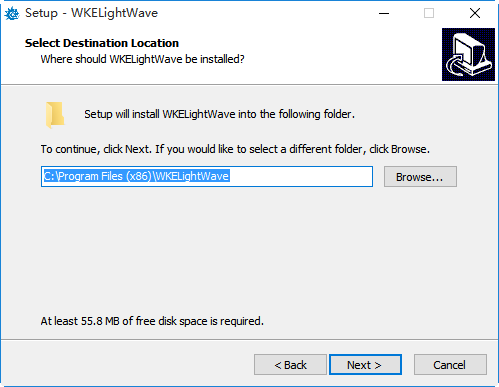 Setup - WKELightWave
Select Destination Location
Where should WKELightWave be installed?
Setup will install WKELightWave into the following folder.
To continue, click Next. If you would like to select a different folder, click Browse.
C:\Program Files (x86)\WKELightWave
Browse...
At least 55.8 MB of free disk space is required.
< Back
Next >
Cancel